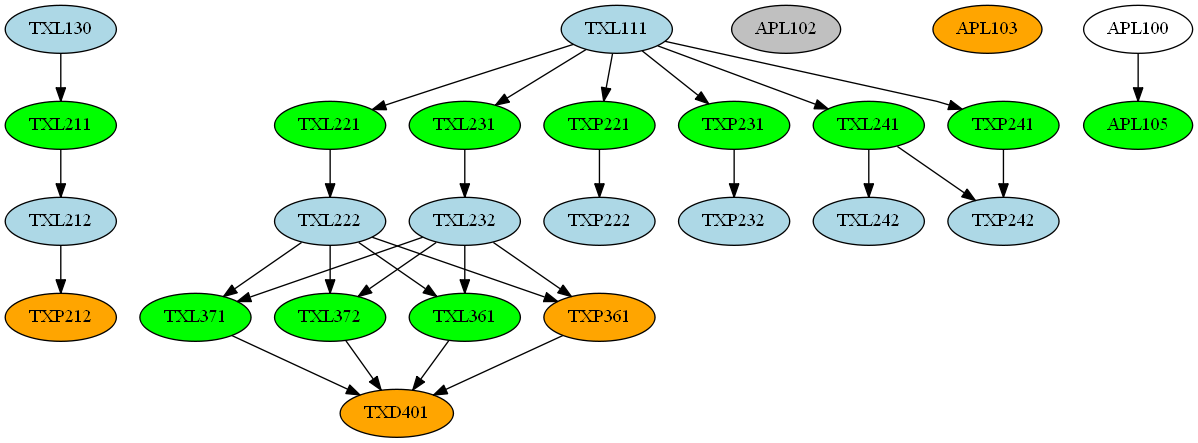 TXL130
TXL111
APL102
APL103
APL100
TXL211
TXL221
TXL231
TXP221
TXP231
TXL241
TXP241
APL105
TXL212
TXL222
TXL232
TXP222
TXP232
TXL242
TXP242
TXP212
TXL371
TXL372
TXL361
TXP361
TXD401